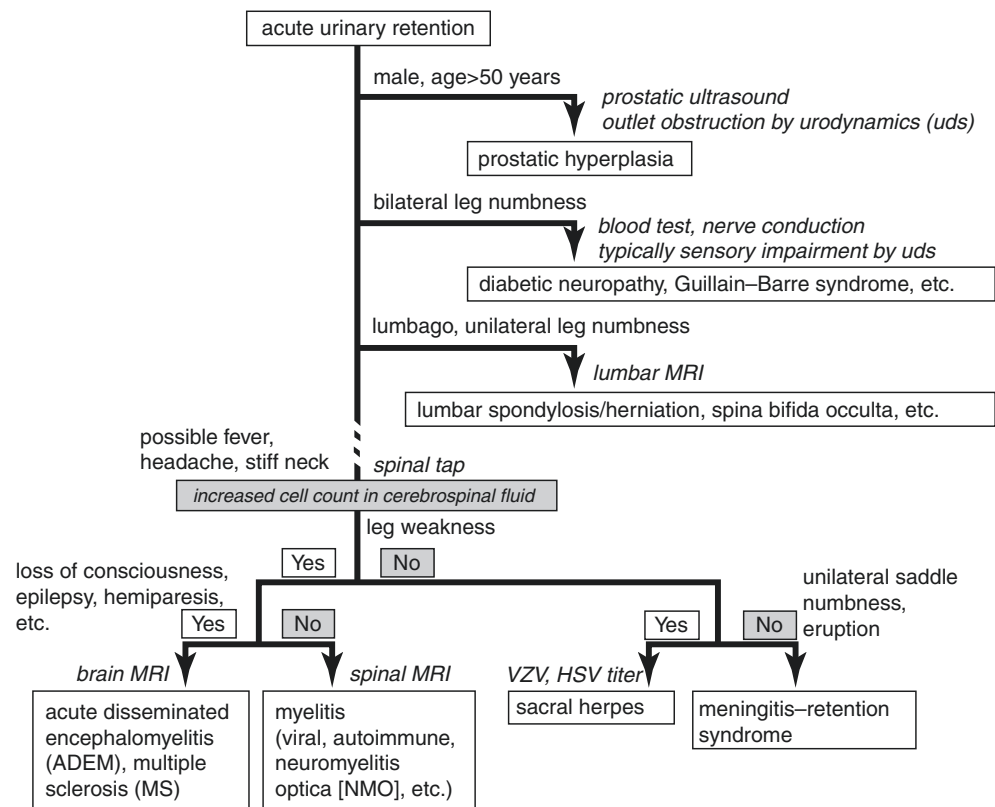 acute urinary retention
male, age>50 years
prostatic ultrasound
outlet obstruction by urodynamics (uds)
prostatic hyperplasia
bilateral leg numbness
blood test, nerve conduction
typically sensory impairment by uds
diabetic neuropathy, Guillain–Barre syndrome, etc.
lumbago, unilateral leg numbness
lumbar MRI
lumbar spondylosis/herniation, spina bifida occulta, etc.
possible fever,
headache, stiff neck
spinal tap
increased cell count in cerebrospinal fluid
leg weakness
Yes
No
loss of consciousness,
epilepsy, hemiparesis,
etc.
Yes
No
unilateral saddle
numbness,
eruption
Yes
No
brain MRI
spinal MRI
VZV, HSV titer
acute disseminated
encephalomyelitis
(ADEM), multiple
sclerosis (MS)
myelitis
(viral, autoimmune,
neuromyelitis
optica [NMO], etc.)
sacral herpes
meningitis–retention
syndrome